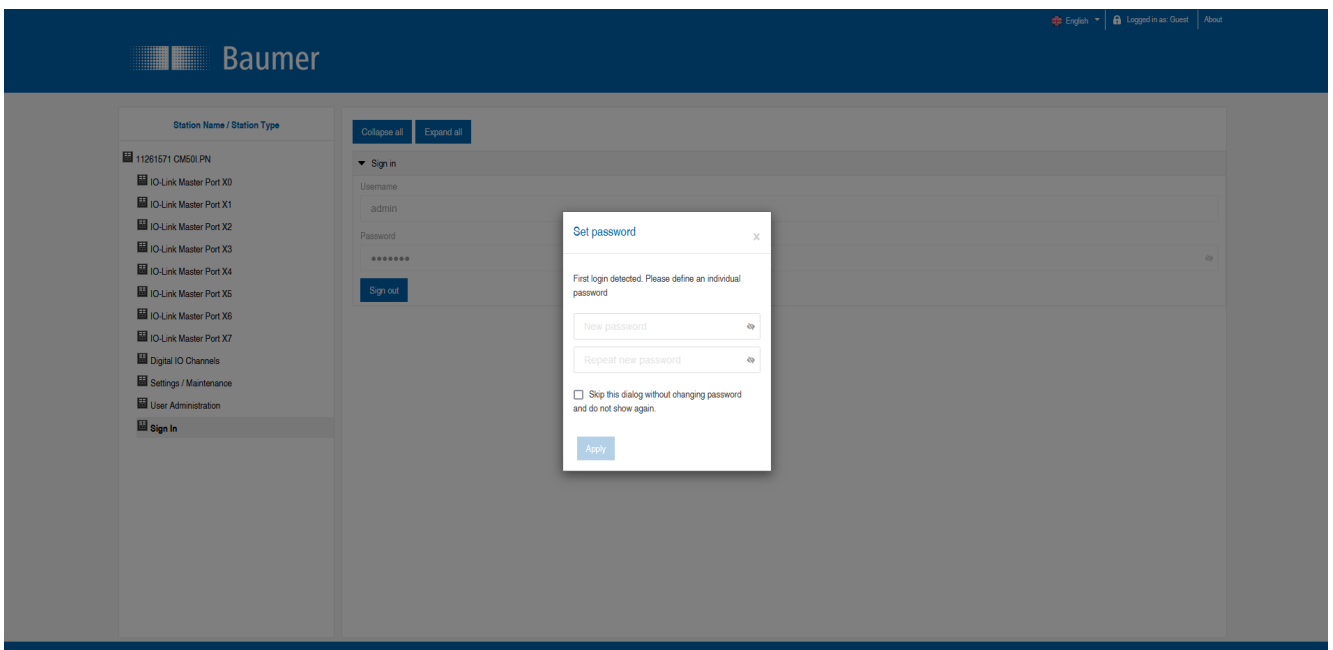 English
Logged in as: Guest
About
Baumer
Station Name / Station Type
11261571 CM50I.PN
IO-Link Master Port X0
IO-Link Master Port X1
IO-Link Master Port X2
IO-Link Master Port X3
IO-Link Master Port X4
IO-Link Master Port X5
IO-Link Master Port X6
IO-Link Master Port X7
Digital IO Channels
Settings / Maintenance
User Administration
Sign In
Collapse all
Expand all
Sign in
Username
admin
Password
•••••••
Sign out
Set password
x
First login detected. Please define an individual
password
New password
Repeat new password
Skip this dialog without changing password
and do not show again.
Apply